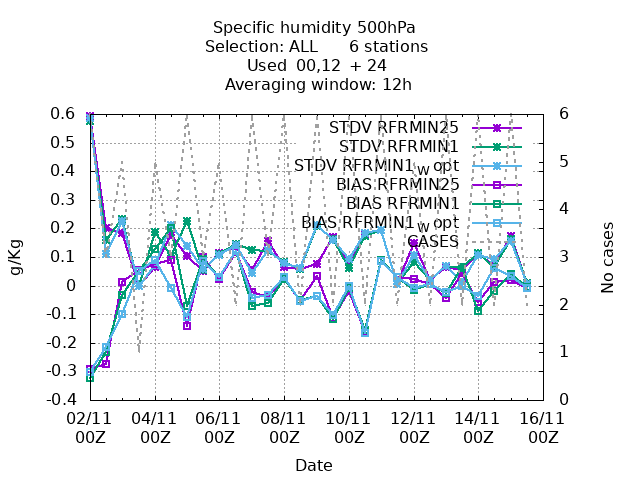 Specific humidity 500hPa
Selection: ALL 6 stations
Used 00,12 + 24
Averaging window: 12h
0.6
0.5
0.4
0.3
0.2
0.1
0
-0.1
-0.2
-0.3
-0.4
g/Kg
STDV RFRMIN25
STDV RFRMIN1
STDV RFRMIN1wopt
BIAS RFRMIN25
BIAS RFRMIN1
BIAS RFRMIN1wopt
CASES
6
5
4
3
2
1
0
No cases
02/11 04/11 06/11 08/11 10/11 12/11 14/11 16/11
00Z 00Z 00Z 00Z 00Z 00Z 00Z 00Z
Date